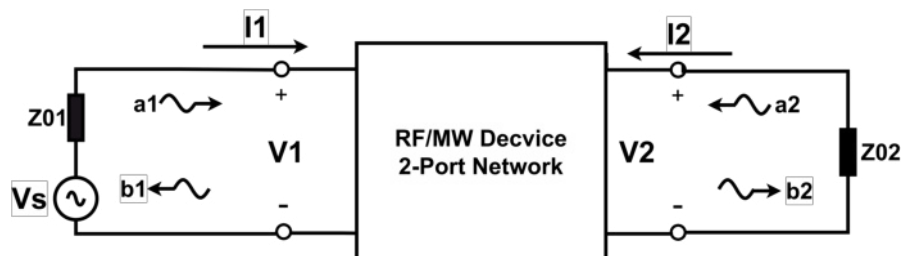 I1
I2
a1
+
+
a2
Z01
V1
RF/MW Decvice
2-Port Network
V2
Z02
Vs
b1
b2
-
-